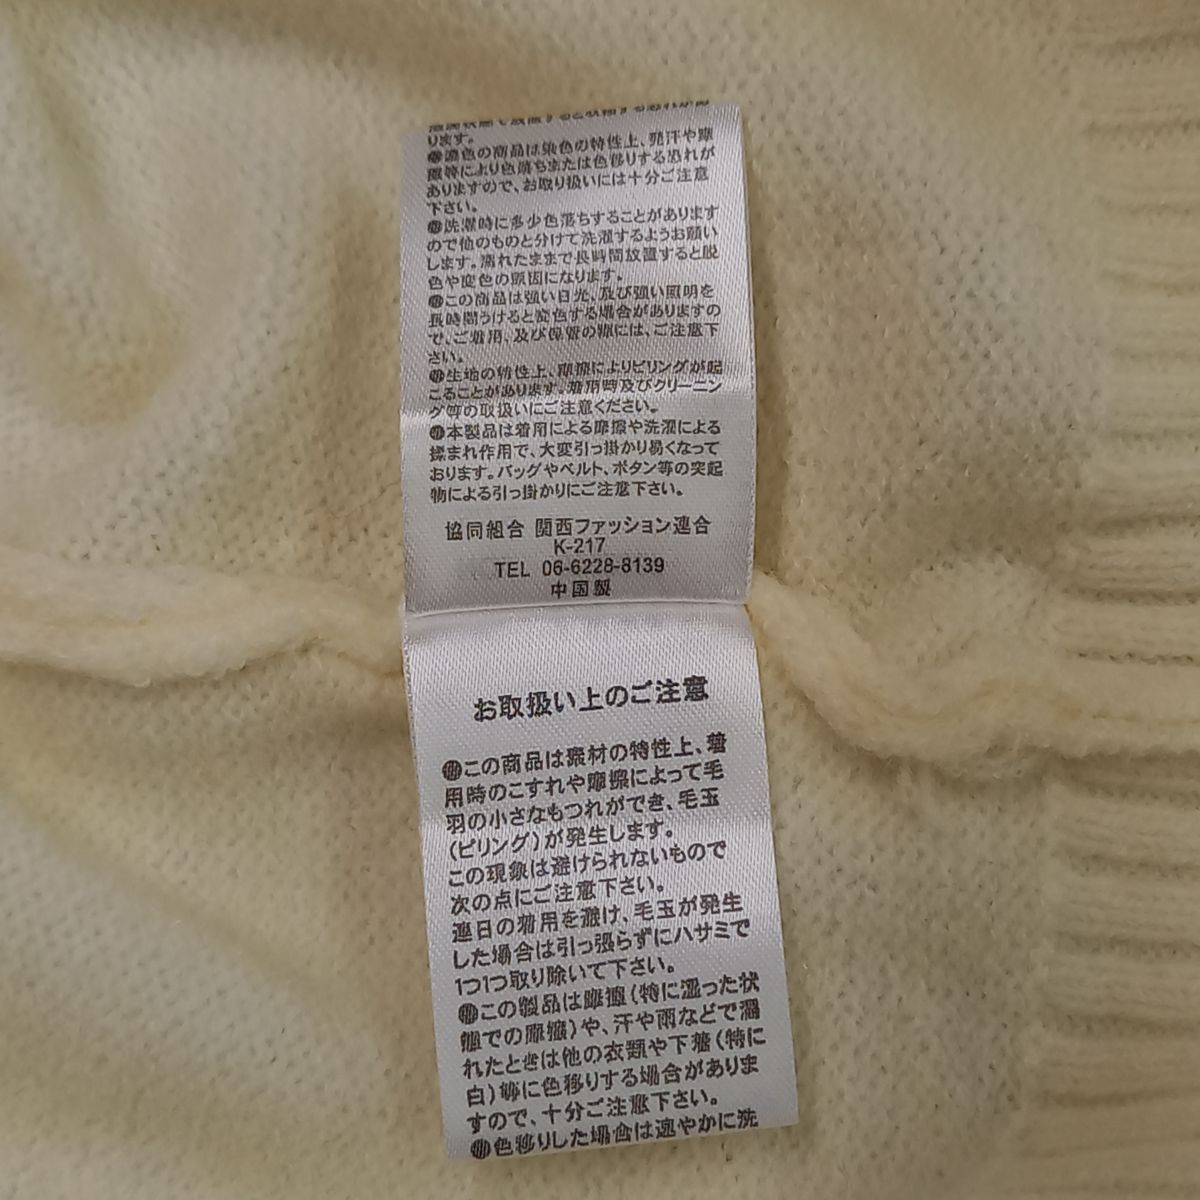 ります。
濃色の商品は染色の特性上、発汗や摩
擦等により色落ちまたは色移りする恐れが
ありますので、お取り扱いには十分ご注意
下さい。
洗濯時に多少色落ちすることがあります
ので他のものと分けて洗濯するようお願い
します。濡れたままで長時間放置すると脱
色や変色の原因になります。
この商品は強い日光、及び強い照明を
長時間うけると変色する場合がありますの
で、ご着用、及び保管の際には、ご注意下
さい。
生地の特性上、摩擦によりピリングが起
こることがあります。着用時及びクリーニン
グ等の取扱いにご注意ください。
本製品は着用による摩擦や洗濯による
揉まれ作用で、大変引っ掛かり易くなって
おります。バッグやベルト、ボタン等の突起
物による引っ掛かりにご注意下さい。
協同組合 関西ファッション連合
K-217
TEL 06-6228-8139
中国製
お取扱い上のご注意
この商品は素材の特性上、着
用時のこすれや摩擦によって毛
羽の小さなもつれができ、毛玉
(ピリング)が発生します。
この現象は避けられないもので
次の点にご注意下さい。
連日の着用を避け、毛玉が発生
した場合は引っ張らずにハサミで
1つ1つ取り除いて下さい。
この製品は摩擦(特に湿った状
態での摩擦)や、汗や雨などで濡
れたときは他の衣類や下着(特に
白)等に色移りする場合がありま
すので、十分ご注意下さい。
色移りした場合は速やかに洗